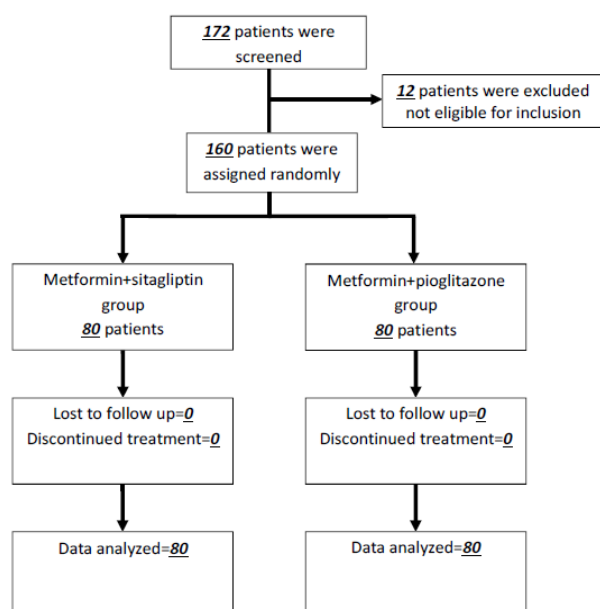 172 patients were
screened
12 patients were excluded
not eligible for inclusion
160 patients were
assigned randomly
Metformin+sitagliptin
group
80 patients
Metformin+pioglitazone
group
80 patients
Lost to follow up=0
Discontinued treatment=0
Lost to follow up=0
Discontinued treatment=0
Data analyzed=80
Data analyzed=80